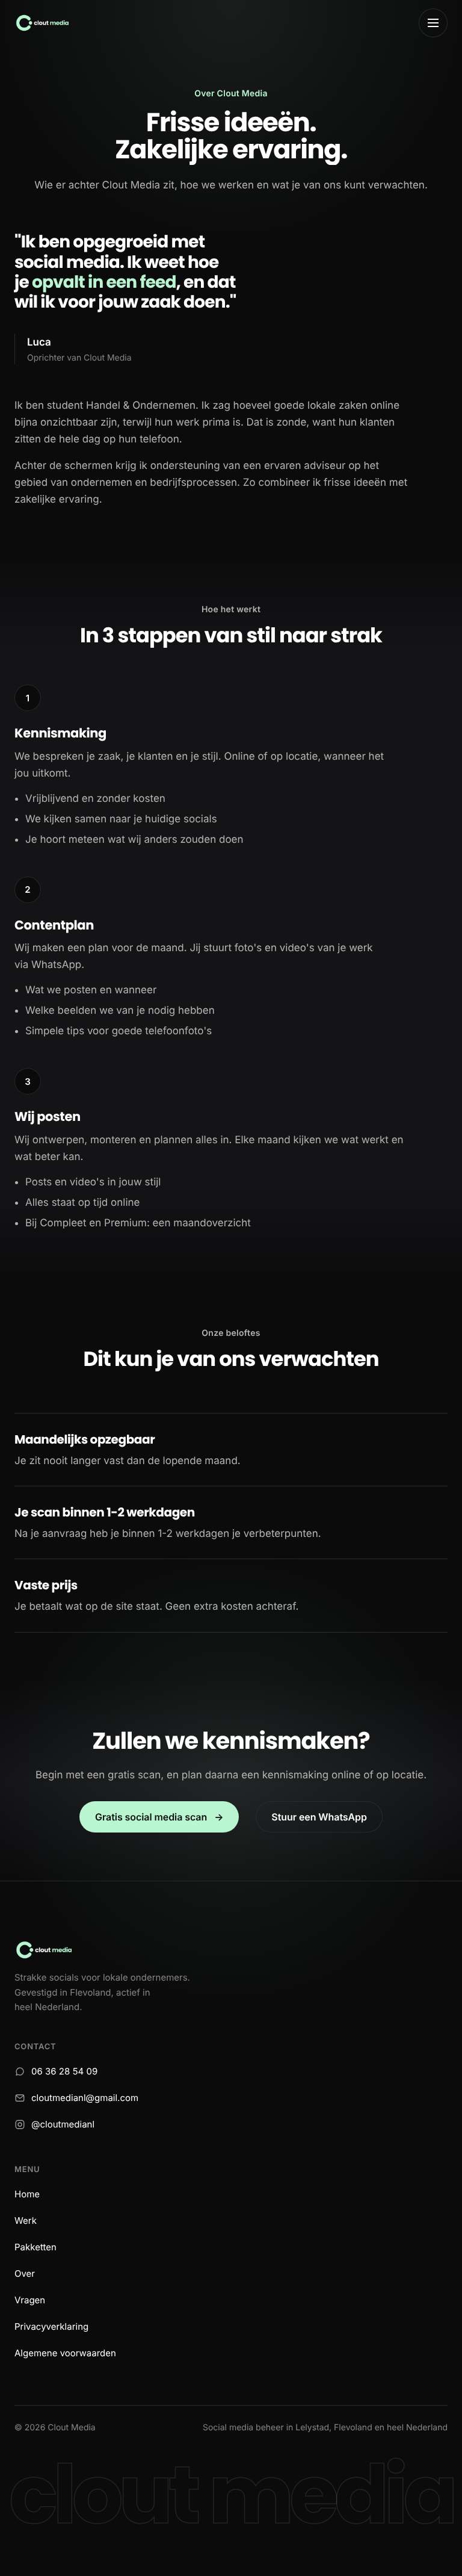 clout media
Over Clout Media
Frisse ideeën.
Zakelijke ervaring.
Wie er achter Clout Media zit, hoe we werken en wat je van ons kunt verwachten.
"Ik ben opgegroeid met
social media. Ik weet hoe
je opvalt in een feed, en dat
wil ik voor jouw zaak doen."
Luca
Oprichter van Clout Media
Ik ben student Handel & Ondernemen. Ik zag hoeveel goede lokale zaken online
bijna onzichtbaar zijn, terwijl hun werk prima is. Dat is zonde, want hun klanten
zitten de hele dag op hun telefoon.
Achter de schermen krijg ik ondersteuning van een ervaren adviseur op het
gebied van ondernemen en bedrijfsprocessen. Zo combineer ik frisse ideeën met
zakelijke ervaring.
Hoe het werkt
In 3 stappen van stil naar strak
1
Kennismaking
We bespreken je zaak, je klanten en je stijl. Online of op locatie, wanneer het
jou uitkomt.
• Vrijblijvend en zonder kosten
• We kijken samen naar je huidige socials
• Je hoort meteen wat wij anders zouden doen
2
Contentplan
Wij maken een plan voor de maand. Jij stuurt foto's en video's van je werk
via WhatsApp.
• Wat we posten en wanneer
• Welke beelden we van je nodig hebben
• Simpele tips voor goede telefoonfoto's
3
Wij posten
Wij ontwerpen, monteren en plannen alles in. Elke maand kijken we wat werkt en
wat beter kan.
• Posts en video's in jouw stijl
• Alles staat op tijd online
• Bij Compleet en Premium: een maandoverzicht
Onze beloftes
Dit kun je van ons verwachten
Maandelijks opzegbaar
Je zit nooit langer vast dan de lopende maand.
Je scan binnen 1-2 werkdagen
Na je aanvraag heb je binnen 1-2 werkdagen je verbeterpunten.
Vaste prijs
Je betaalt wat op de site staat. Geen extra kosten achteraf.
Zullen we kennismaken?
Begin met een gratis scan, en plan daarna een kennismaking online of op locatie.
Gratis social media scan →
Stuur een WhatsApp
clout media
Strakke socials voor lokale ondernemers.
Gevestigd in Flevoland, actief in
heel Nederland.
CONTACT
06 36 28 54 09
cloutmedianl@gmail.com
@cloutmedianl
MENU
Home
Werk
Pakketten
Over
Vragen
Privacyverklaring
Algemene voorwaarden
© 2026 Clout Media
Social media beheer in Lelystad, Flevoland en heel Nederland
clout media